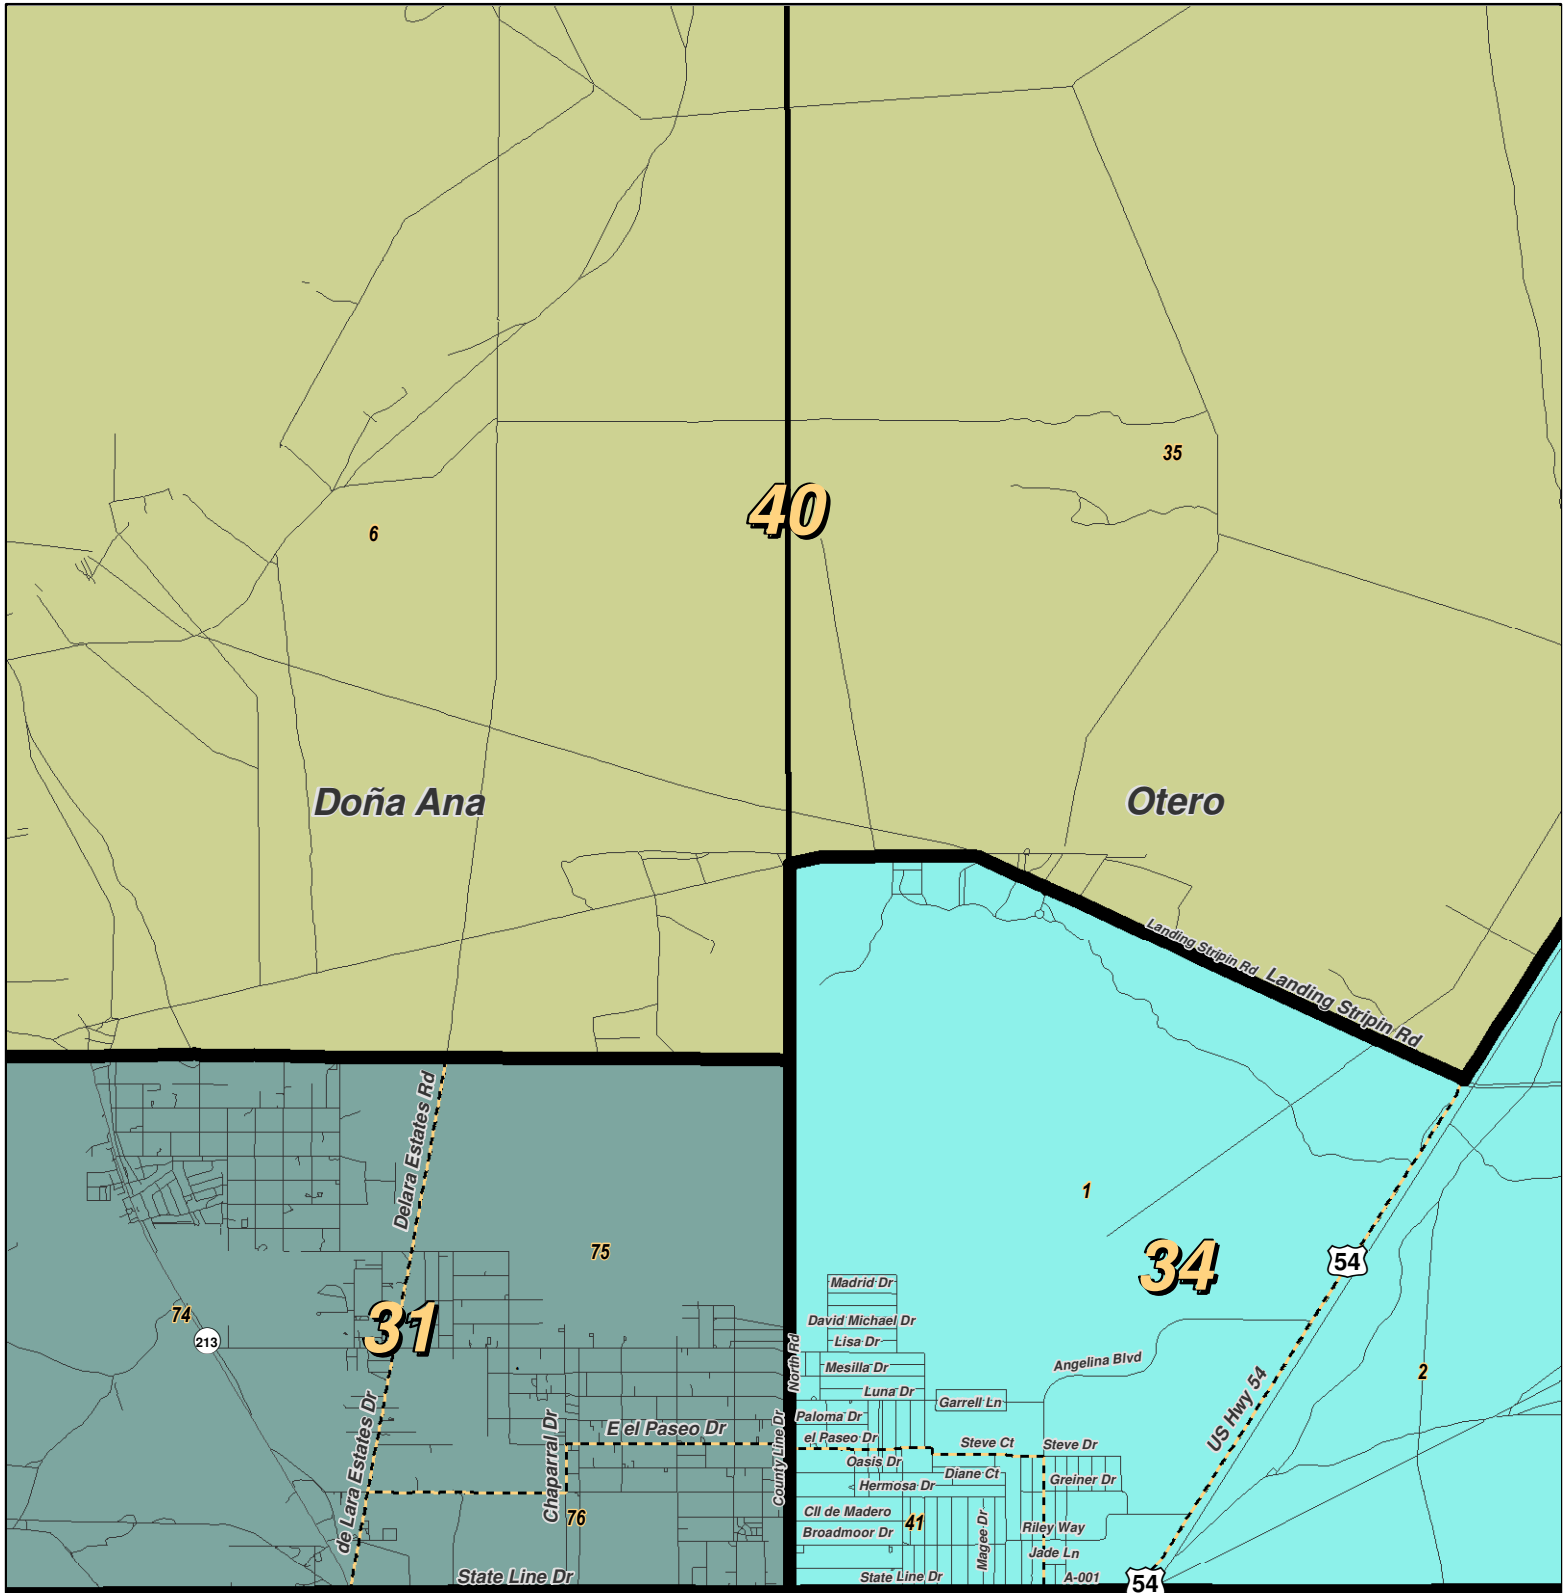 35
40
6
Doña Ana
Otero
Landing Stripin Rd
Landing Stripin Rd
Delara Estates Rd
1
75
34
54
Madrid Dr
74
31
David Michael Dr
213
Lisa Dr
North Rd
Mesilla Dr
Angelina Blvd
2
Luna Dr
Garrell Ln
US Hwy 54
Paloma Dr
de Lara Estates Dr
Chaparral Dr
E el Paseo Dr
County Line Dr
el Paseo Dr
Steve Ct
Steve Dr
Oasis Dr
Diane Ct
Greiner Dr
Hermosa Dr
Cll de Madero
76
41
Magee Dr
Riley Way
Broadmoor Dr
Jade Ln
State Line Dr
State Line Dr
A-001
54